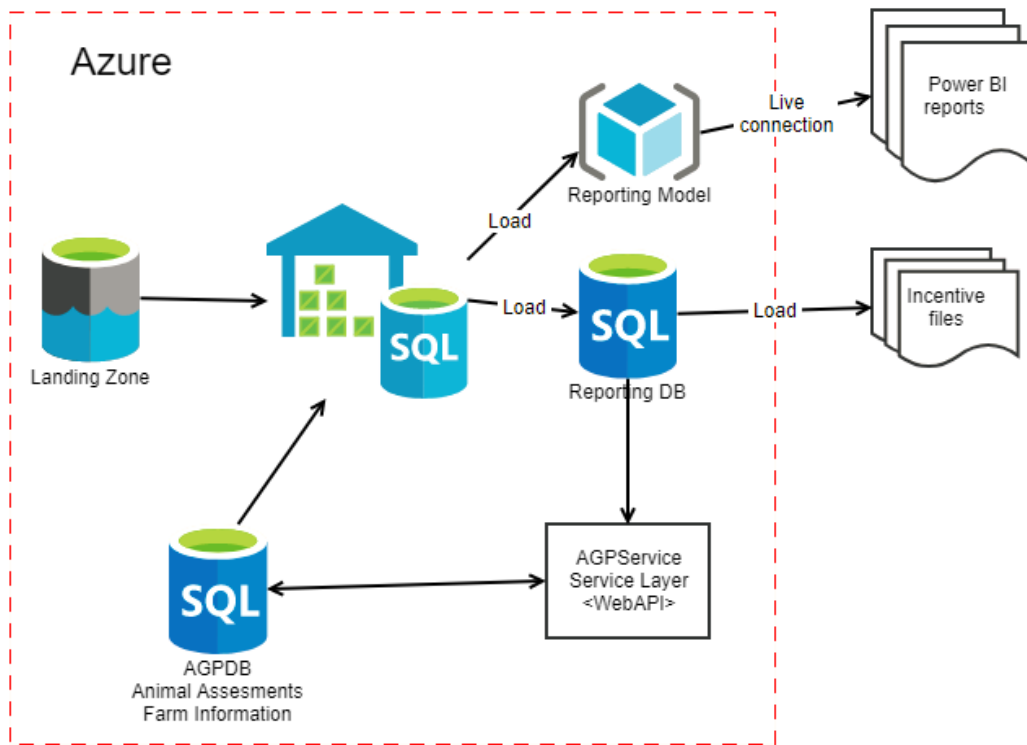 Azure
Power BI
reports
Live
connection
Reporting Model
Load
Landing Zone
SQL
Load
SQL
Reporting DB
Load
Incentive
files
SQL
AGPDB
Animal Assesments
Farm Information
AGPService
Service Layer
<WebAPI>